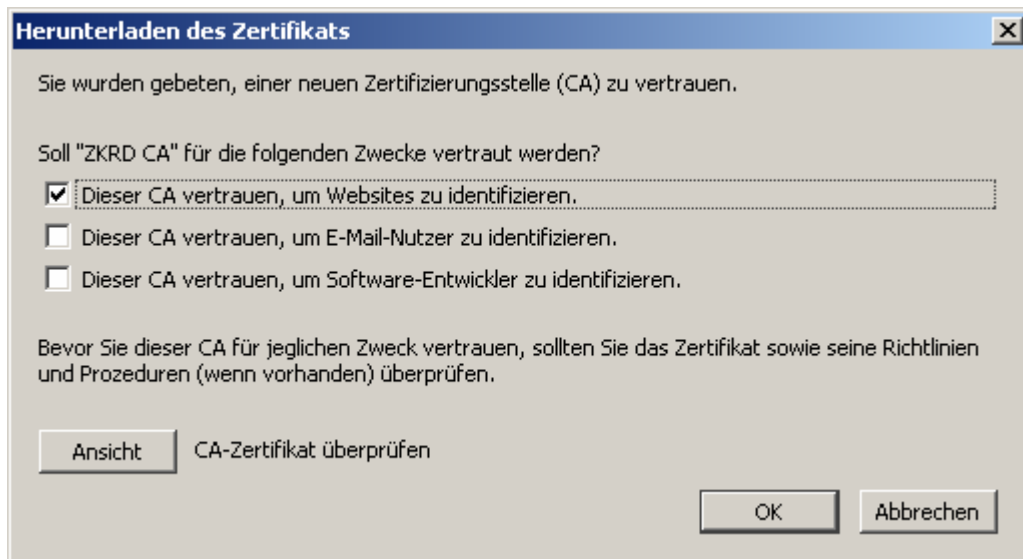 Herunterladen des Zertifikats
Sie wurden gebeten, einer neuen Zertifizierungsstelle (CA) zu vertrauen.
Soll "ZKRD CA" für die folgenden Zwecke vertraut werden?
Dieser CA vertrauen, um Websites zu identifizieren.
Dieser CA vertrauen, um E-Mail-Nutzer zu identifizieren.
Dieser CA vertrauen, um Software-Entwickler zu identifizieren.
Bevor Sie dieser CA für jeglichen Zweck vertrauen, sollten Sie das Zertifikat sowie seine Richtlinien
und Prozeduren (wenn vorhanden) überprüfen.
Ansicht CA-Zertifikat überprüfen
OK Abbrechen